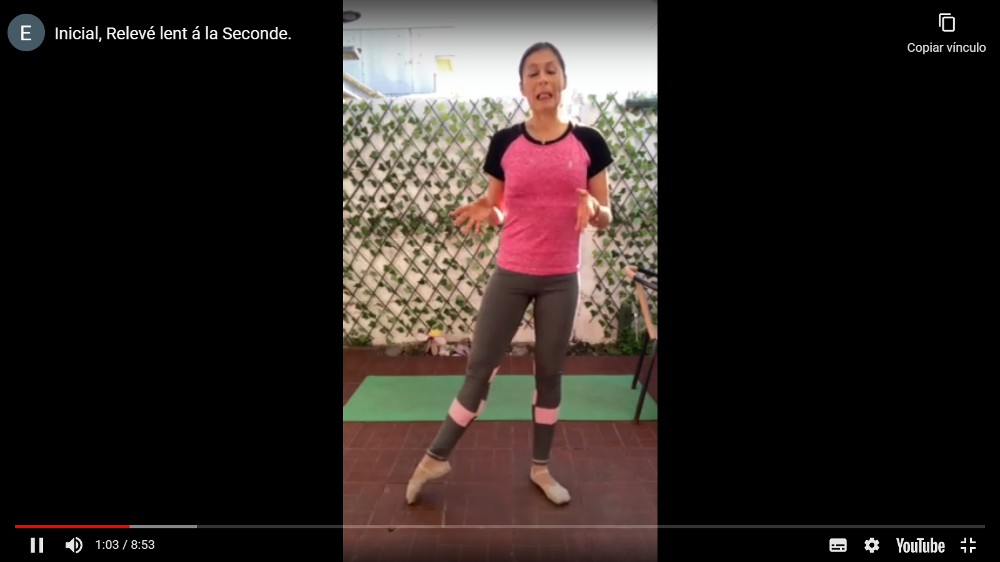 E
Inicial, Relevé lent á la Seconde.
Copiar vínculo
1:03 / 8:53
YouTube